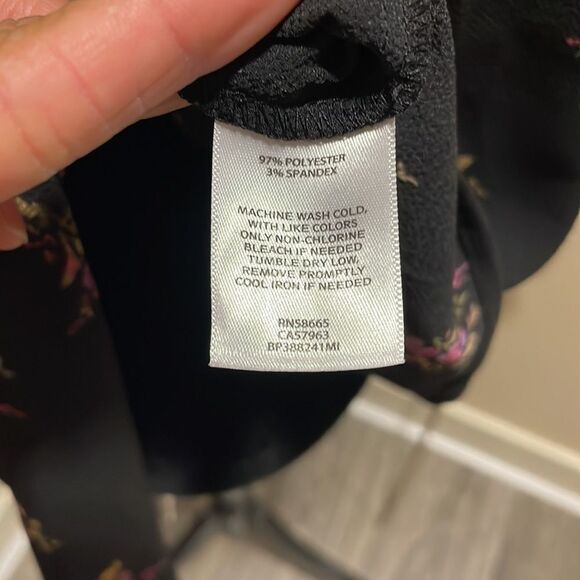 97% POLYESTER
3% SPANDEX
MACHINE WASH COLD,
WITH LIKE COLORS
ONLY NON-CHLORINE
BLEACH IF NEEDED
TUMBLE DRY LOW,
REMOVE PROMPTLY
COOL IRON IF NEEDED
RN58665
CA57963
BP388241MI